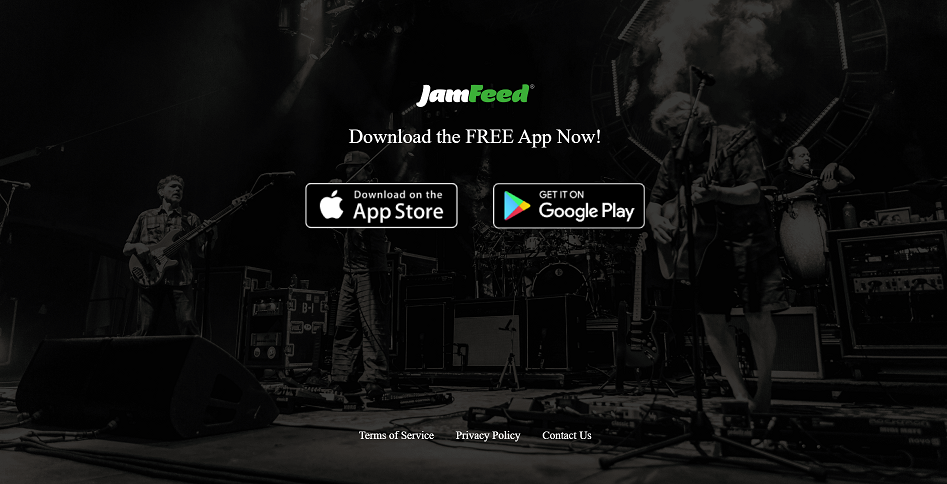 JamFeed®
Download the FREE App Now!
Download on the
App Store
GET IT ON
Google Play
Terms of Service
Privacy Policy
Contact Us